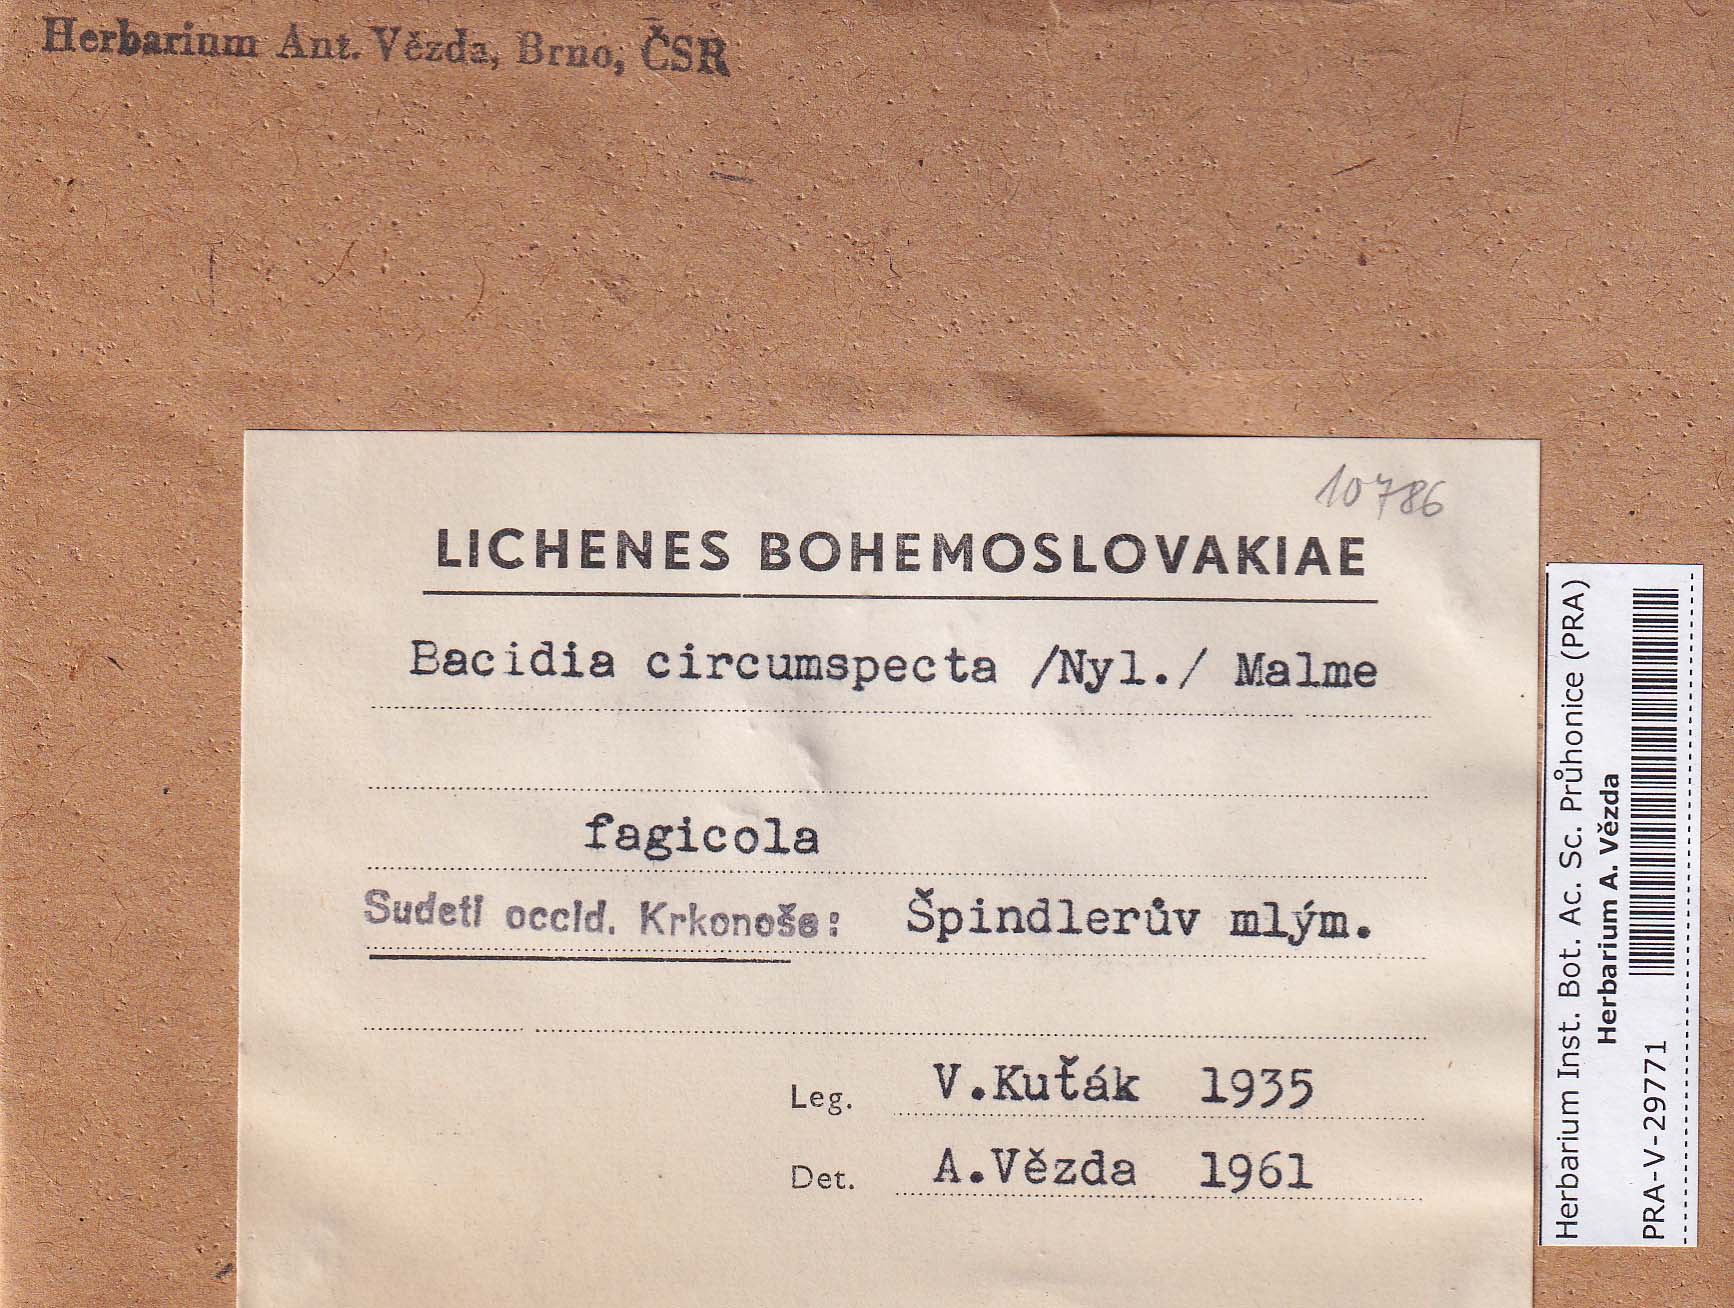 Herbarium Ant. Vězda, Brno, ČSR
10786
LICHENES BOHEMOSLOVAKIAE
Bacidia circumspecta /Nyl./ Malme
fagicola
Sudeti occid. Krkonoše: Špindlerův mlým.
Leg. V.Kuťák 1935
Det. A.Vězda 1961
Herbarium Inst. Bot. Ac. Sc. Průhonice (PRA)
Herbarium A. Vězda
PRA-V-29771